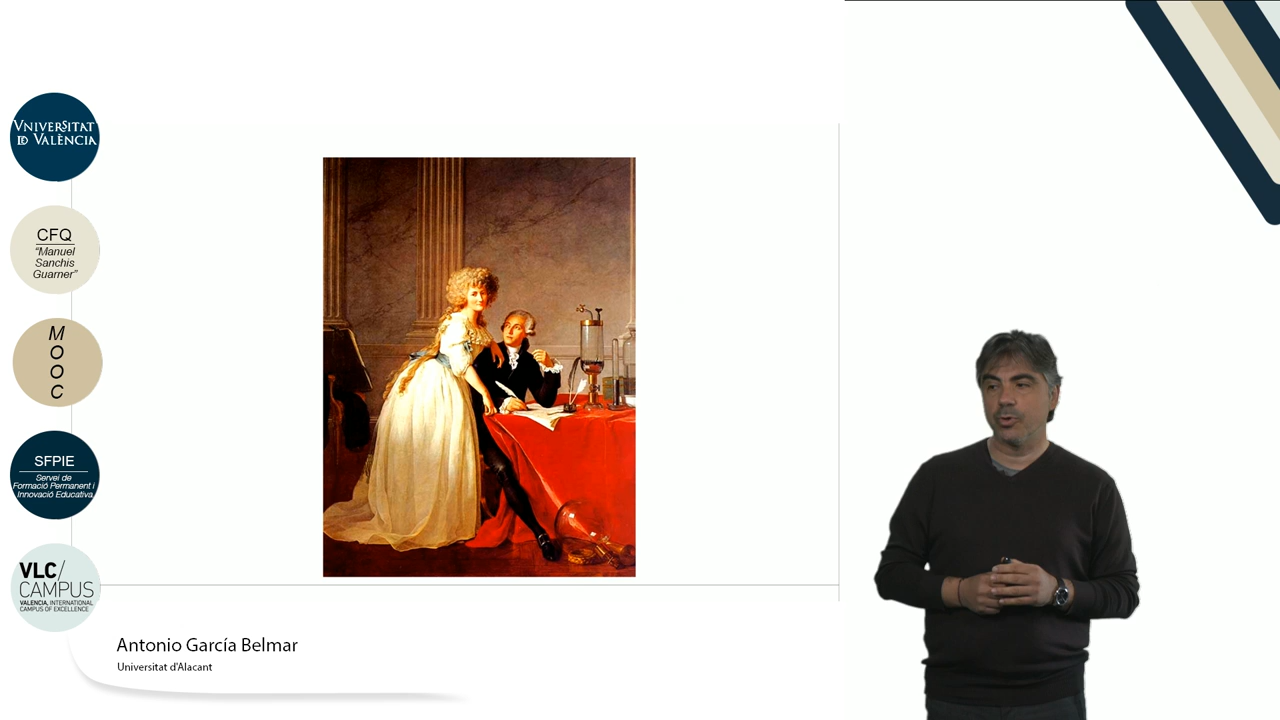 VNIVERSITAT
ID VALÈNCIA
CFQ
“Manuel
Sanchis
Guarner”
M
O
O
C
SFPIE
Servei de
Formació Permanent i
Innovació Educativa
VLC/
CAMPUS
VALENCIA, INTERNATIONAL
CAMPUS OF EXCELLENCE
Antonio García Belmar
Universitat d'Alacant